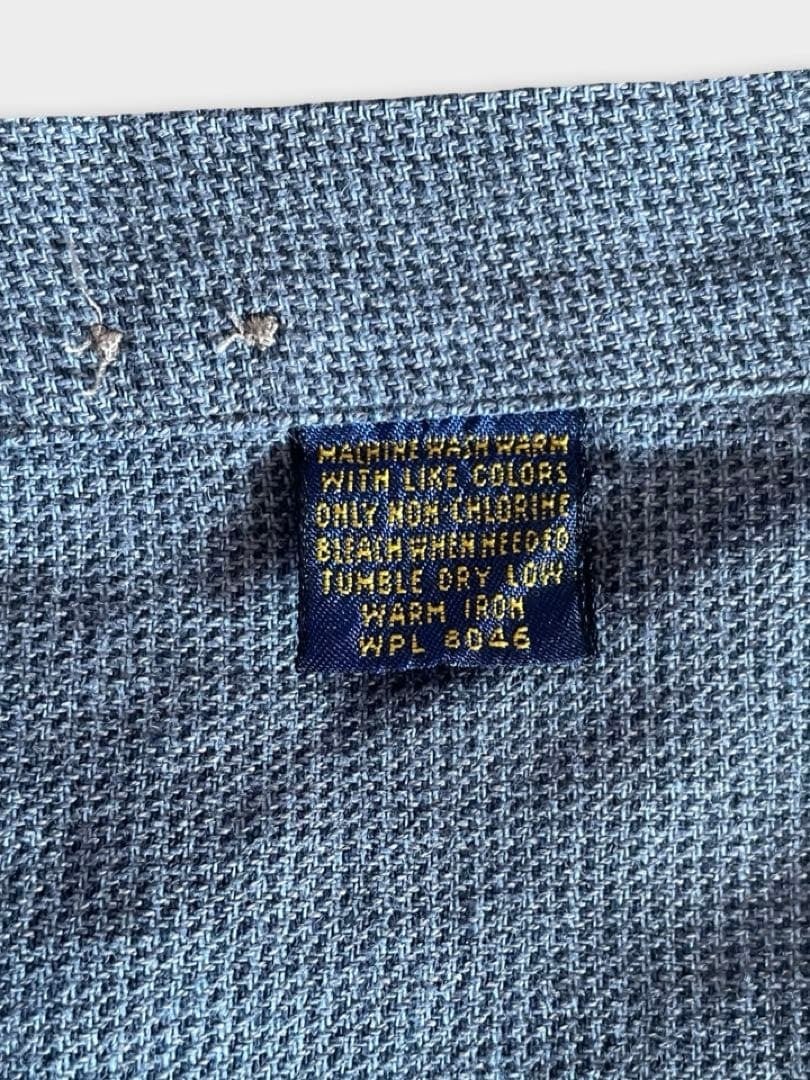 MACHINE WASH WARM
WITH LIKE COLORS
ONLY NON-CHLORINE
BLEACH WHEN NEEDED
TUMBLE DRY LOW
WARM IRON
WPL 8046